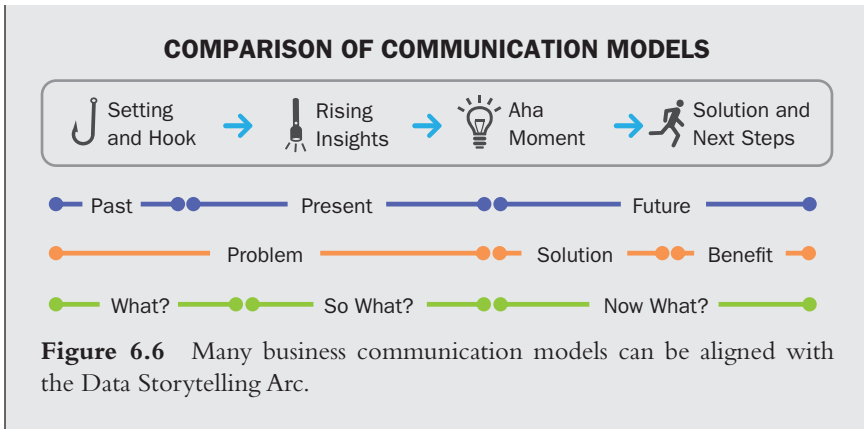 COMPARISON OF COMMUNICATION MODELS
Setting
and Hook
Rising
Insights
Aha
Moment
Solution and
Next Steps
Past Present Future
Problem Solution Benefit
What? So What? Now What?
Figure 6.6 Many business communication models can be aligned with
the Data Storytelling Arc.